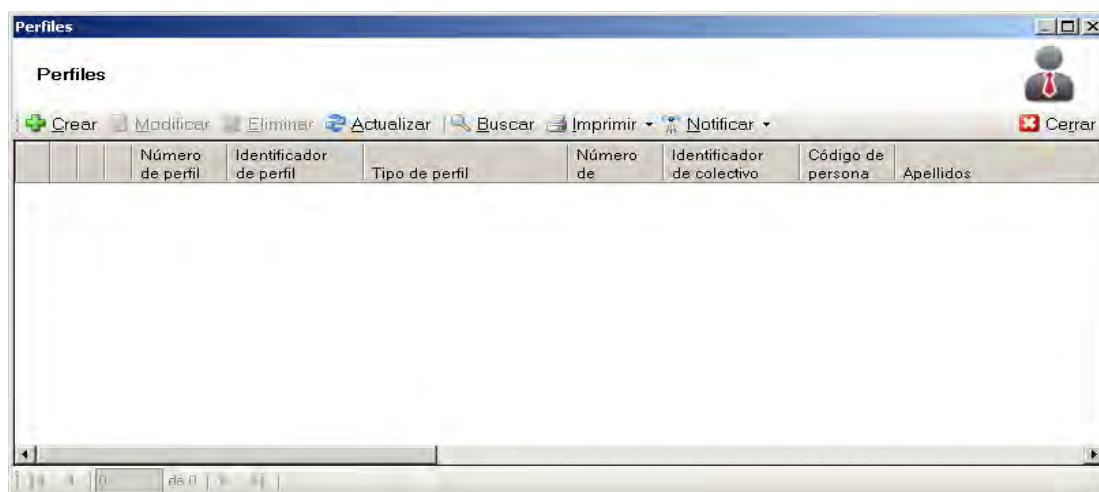 Perfiles
Perfiles
Crear Modificar Eliminar Actualizar Buscar Imprimir Notificar Cerrar
Número Identificador Número Identificador Código de
de perfil de perfil Tipo de perfil de de colectivo persona Apellidos
0 de 0